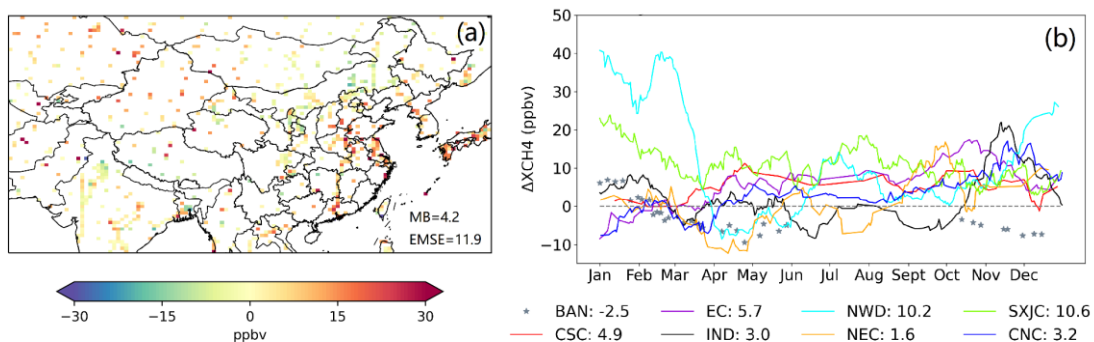 (a)
MB=4.2
EMSE=11.9
−30 −15 0 15 30
ppbv
(b)
ΔXCH4 (ppbv)
50
40
30
20
10
0
−10
Jan Feb Mar Apr May Jun Jul Aug Sept Oct Nov Dec
BAN: -2.5 EC: 5.7 NWD: 10.2 SXJC: 10.6
CSC: 4.9 IND: 3.0 NEC: 1.6 CNC: 3.2